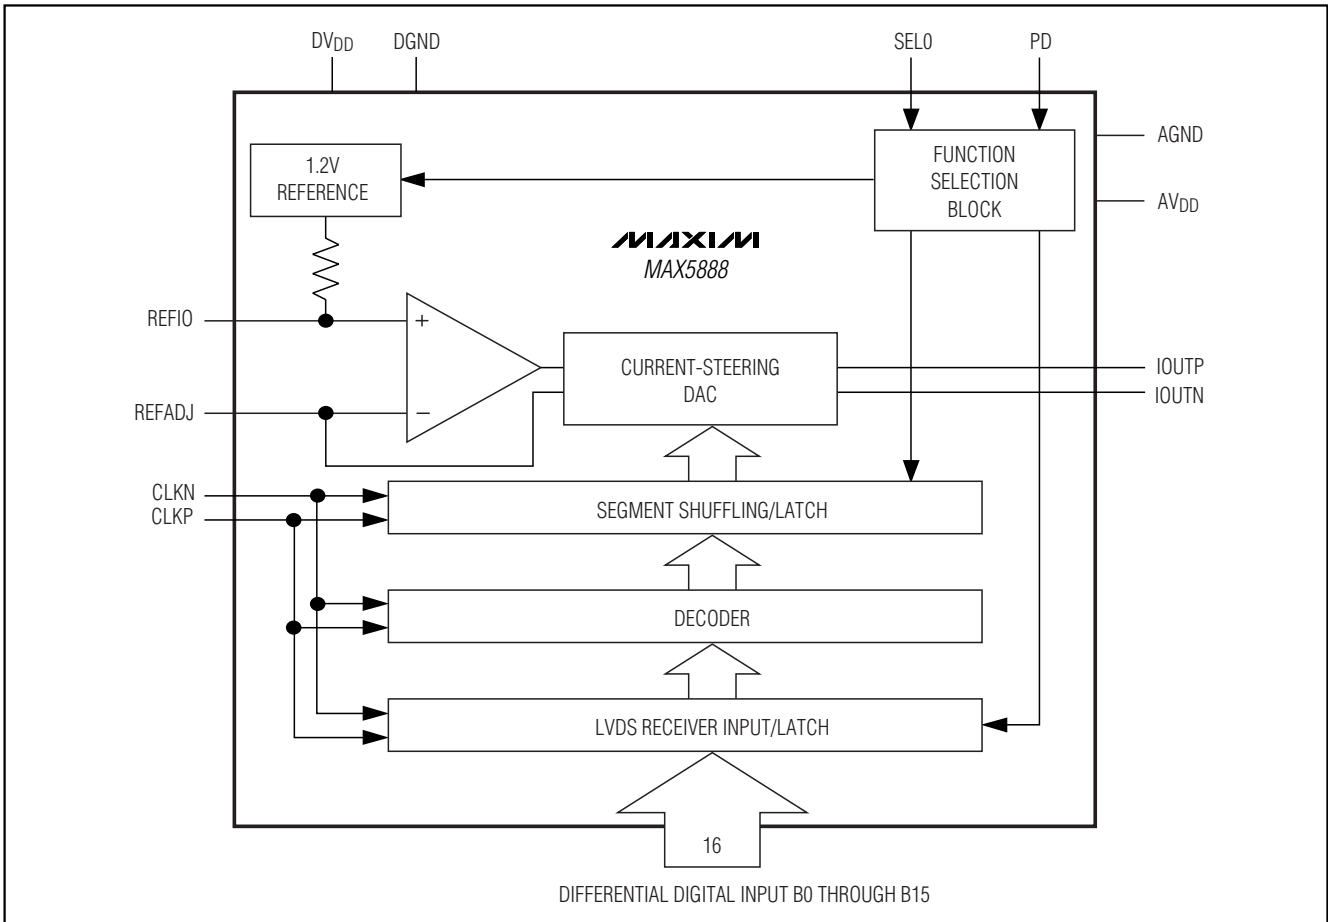 DVDD DGND SEL0 PD
AGND
AVDD
1.2V
REFERENCE
FUNCTION
SELECTION
BLOCK
MAXIM
MAX5888
REFIO
+
REFADJ
−
CURRENT-STEERING
DAC
IOUTP
IOUTN
CLKN
CLKP
SEGMENT SHUFFLING/LATCH
DECODER
LVDS RECEIVER INPUT/LATCH
16
DIFFERENTIAL DIGITAL INPUT B0 THROUGH B15